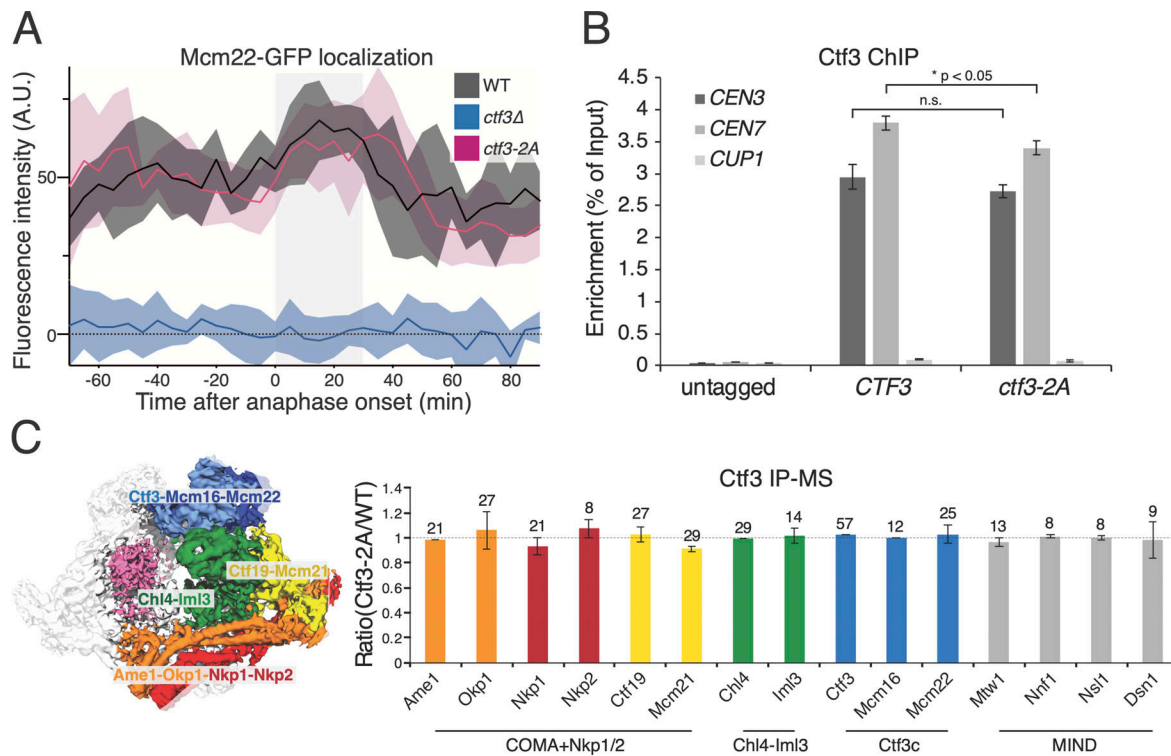 A
Mcm22-GFP localization
WT
ctf3Δ
ctf3-2A
Fluorescence intensity (A.U.)
50
0
-60 -40 -20 0 20 40 60 80
Time after anaphase onset (min)
B
Ctf3 ChIP
* p < 0.05
n.s.
CEN3
CEN7
CUP1
Enrichment (% of Input)
4.5
4
3.5
3
2.5
2
1.5
1
0.5
0
untagged CTF3 ctf3-2A
C
Ctf3-Mcm16-Mcm22
Ctf19-Mcm21
Chl4-Iml3
Ame1-Okp1-Nkp1-Nkp2
Ctf3 IP-MS
Ratio(Ctf3-2A/WT)
1.4
1.2
1
0.8
0.6
0.4
0.2
0
21 27 21 8 27 29 29 14 57 12 25 13 8 8 9
Ame1 Okp1 Nkp1 Nkp2 Ctf19 Mcm21 Chl4 Iml3 Ctf3 Mcm16 Mcm22 Mtw1 Nnf1 Nsl1 Dsn1
COMA+Nkp1/2 Chl4-Iml3 Ctf3c MIND